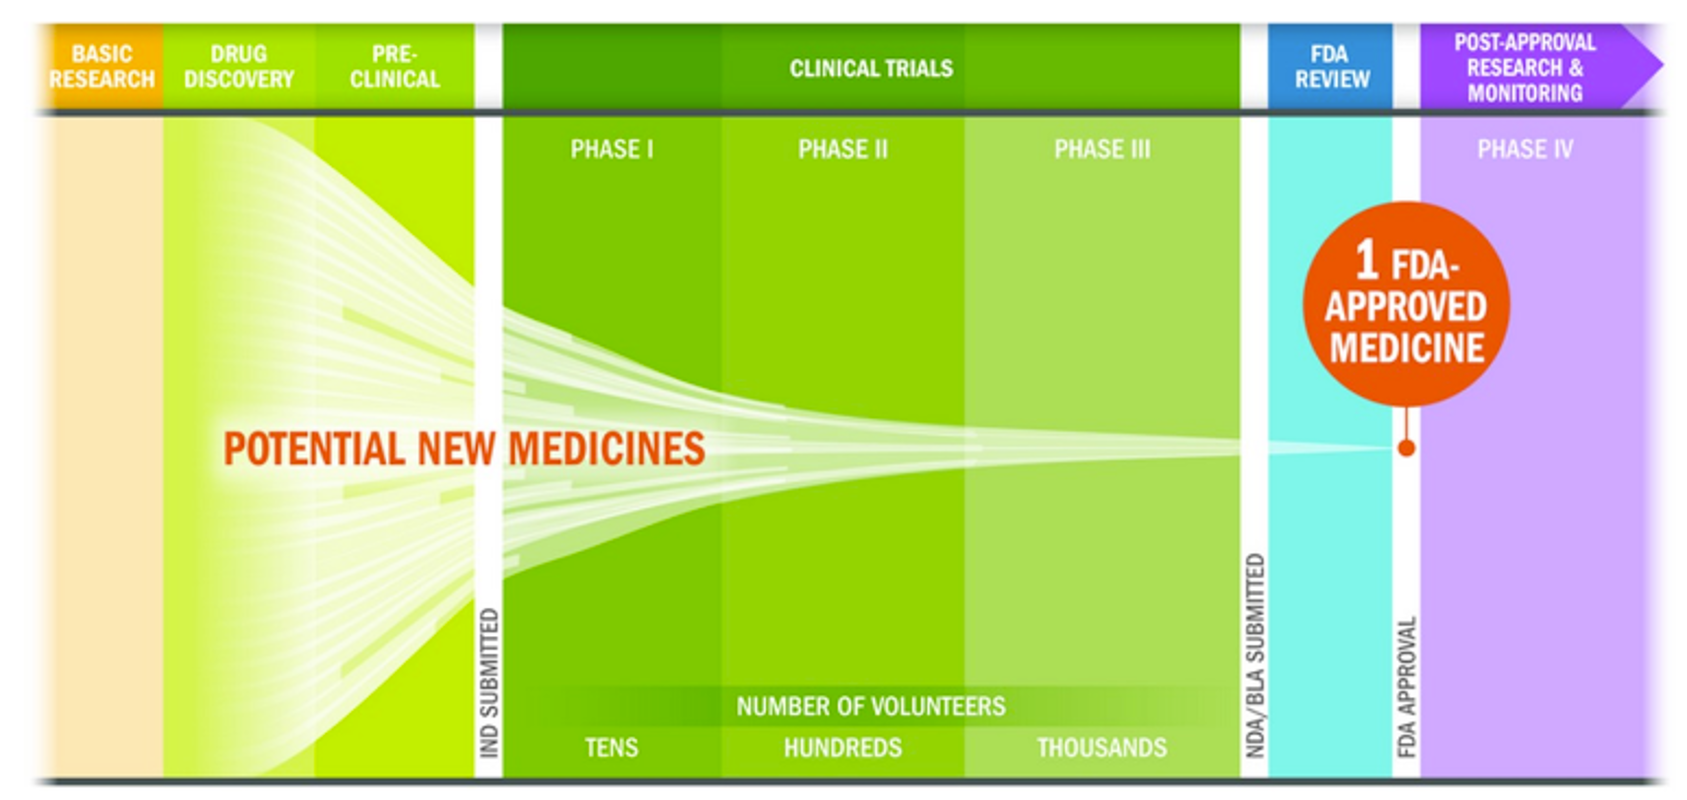 BASIC
RESEARCH
DRUG
DISCOVERY
PRE-
CLINICAL
CLINICAL TRIALS
FDA
REVIEW
POST-APPROVAL
RESEARCH &
MONITORING
PHASE I
PHASE II
PHASE III
PHASE IV
1 FDA-
APPROVED
MEDICINE
POTENTIAL NEW MEDICINES
IND SUBMITTED
NDA/BLA SUBMITTED
FDA APPROVAL
NUMBER OF VOLUNTEERS
TENS
HUNDREDS
THOUSANDS